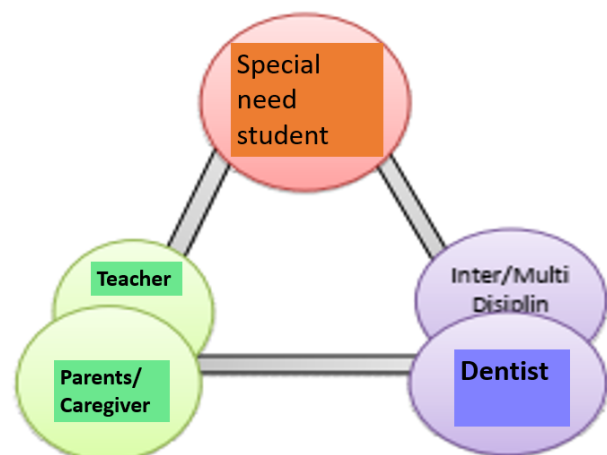 Special
need
student
Teacher
Inter/Multi
Disiplin
Parents/
Caregiver
Dentist